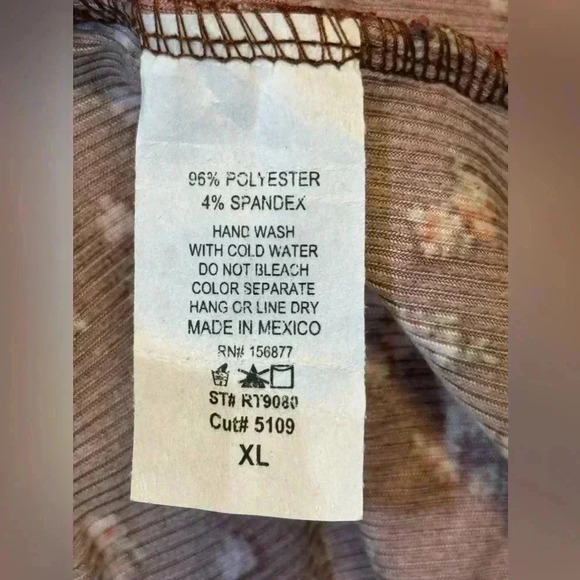 96% POLYESTER
4% SPANDEX
HAND WASH
WITH COLD WATER
DO NOT BLEACH
COLOR SEPARATE
HANG OR LINE DRY
MADE IN MEXICO
RN# 156877
ST# RT9080
Cut# 5109
XL